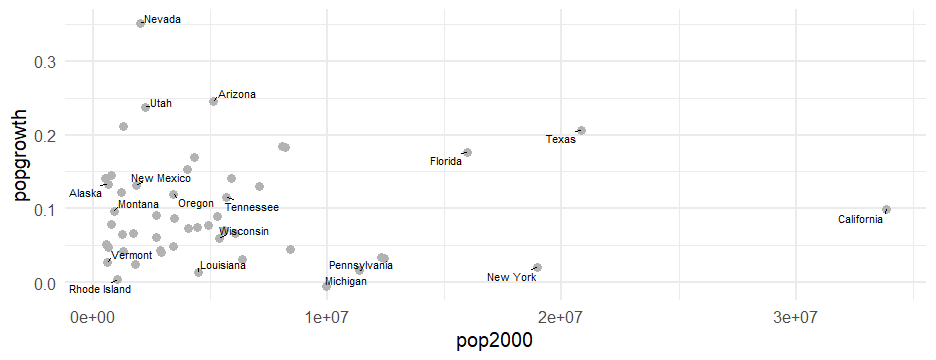 Nevada
0.3
Utah
Arizona
0.2
Texas
Florida
New Mexico
Alaska
Montana
Oregon
Tennessee
0.1
California
Wisconsin
Vermont
Louisiana
Pennsylvania
New York
Michigan
0.0
Rhode Island
popgrowth
0e+00
1e+07
2e+07
3e+07
pop2000